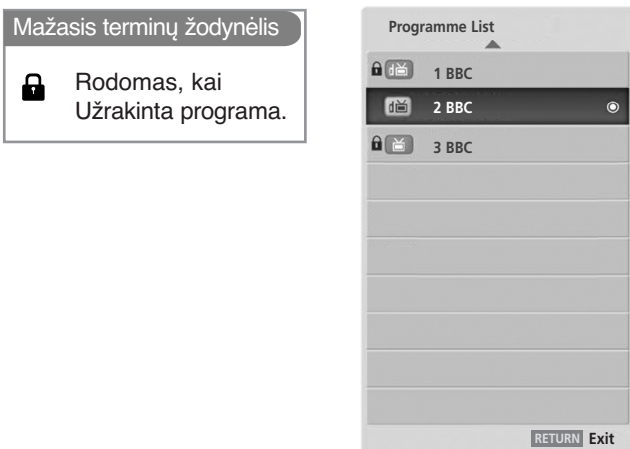 Mažasis terminų žodynėlis
Rodomas, kai
Užrakinta programa.
Programme List
1 BBC
2 BBC
3 BBC
RETURN Exit